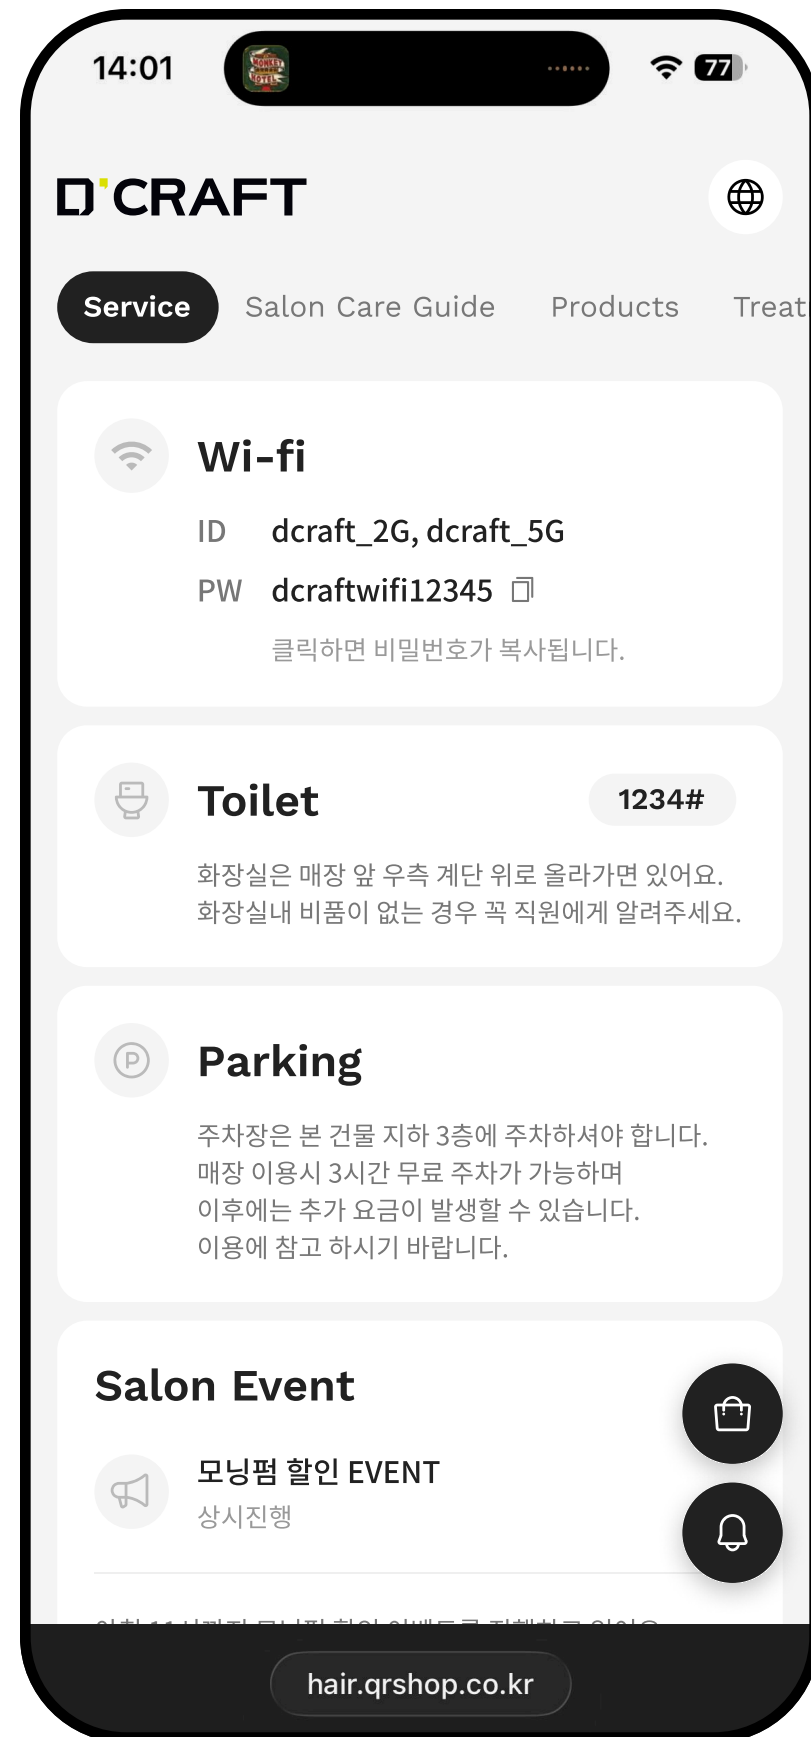 14:01
MONKEY
HOTEL
77
D'CRAFT
Service Salon Care Guide Products Treat
Wi-fi
ID dcraft_2G, dcraft_5G
PW dcraftwifi12345
클릭하면 비밀번호가 복사됩니다.
Toilet 1234#
화장실은 매장 앞 우측 계단 위로 올라가면 있어요.
화장실내 비품이 없는 경우 꼭 직원에게 알려주세요.
P Parking
주차장은 본 건물 지하 3층에 주차하셔야 합니다.
매장 이용시 3시간 무료 주차가 가능하며
이후에는 추가 요금이 발생할 수 있습니다.
이용에 참고 하시기 바랍니다.
Salon Event
모닝펌 할인 EVENT
상시진행
hair.qrshop.co.kr